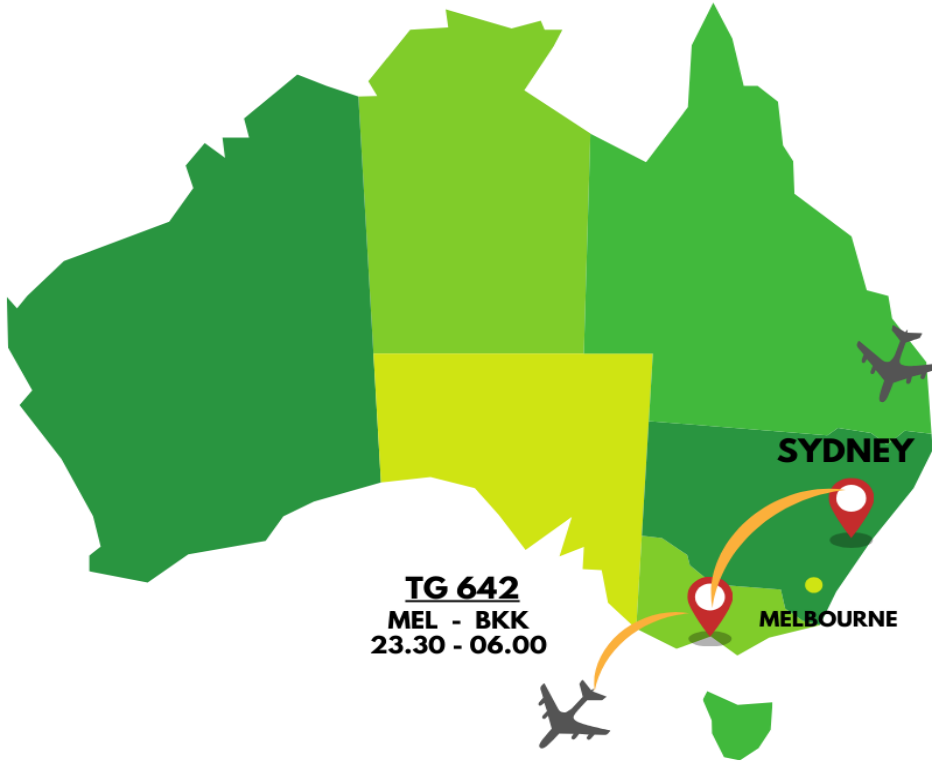 SYDNEY
TG 642
MEL - BKK
23.30 - 06.00
MELBOURNE